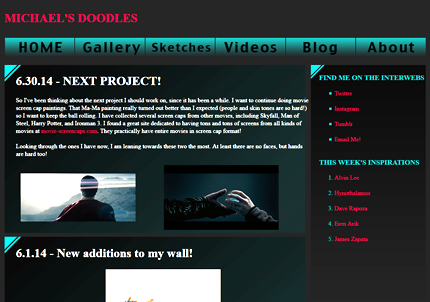 MICHAEL'S DOODLES
HOME Gallery Sketches Videos Blog About
6.30.14 - NEXT PROJECT!
So I've been thinking about the next project I should work on, since it has been a while. I want to continue doing movie
screen cap paintings. That Ma-Ma painting really turned out better than I expected (people and skin tones are so hard!)
so I want to keep the ball rolling. I have collected several screen caps from other movies, including Skyfall, Man of
Steel, Harry Potter, and Ironman 3. I found a great site dedicated to having tons and tons of screens from all kinds of
movies at movie-screencaps.com. They practically have entire movies in screen cap format!
Looking through the ones I have now, I am leaning towards these two the most. At least there are no faces, but hands
are hard too!
6.1.14 - New additions to my wall!
FIND ME ON THE INTERWEBS
Twitter
Instagram
Tumblr
Email Me!
THIS WEEK'S INSPIRATIONS
1. Alvin Lee
2. Hypnothalamus
3. Dave Rapoza
4. Eren Arik
5. James Zapata